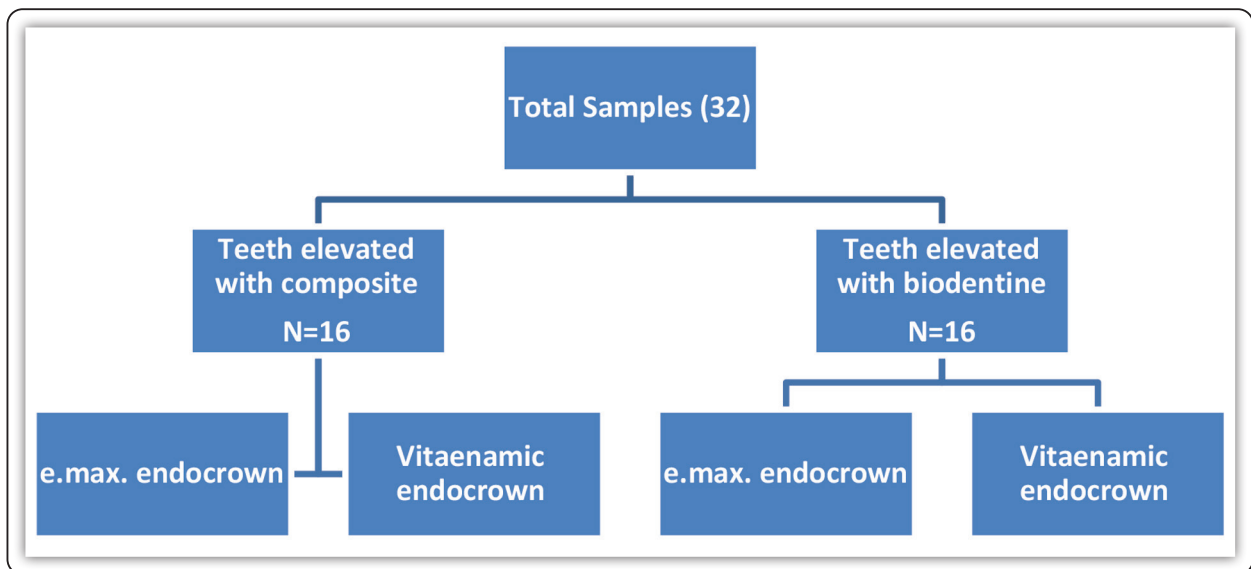 Total Samples (32)
Teeth elevated
with composite
N=16
Teeth elevated
with biodentine
N=16
e.max. endocrown
Vitaenamic
endocrown
e.max. endocrown
Vitaenamic
endocrown